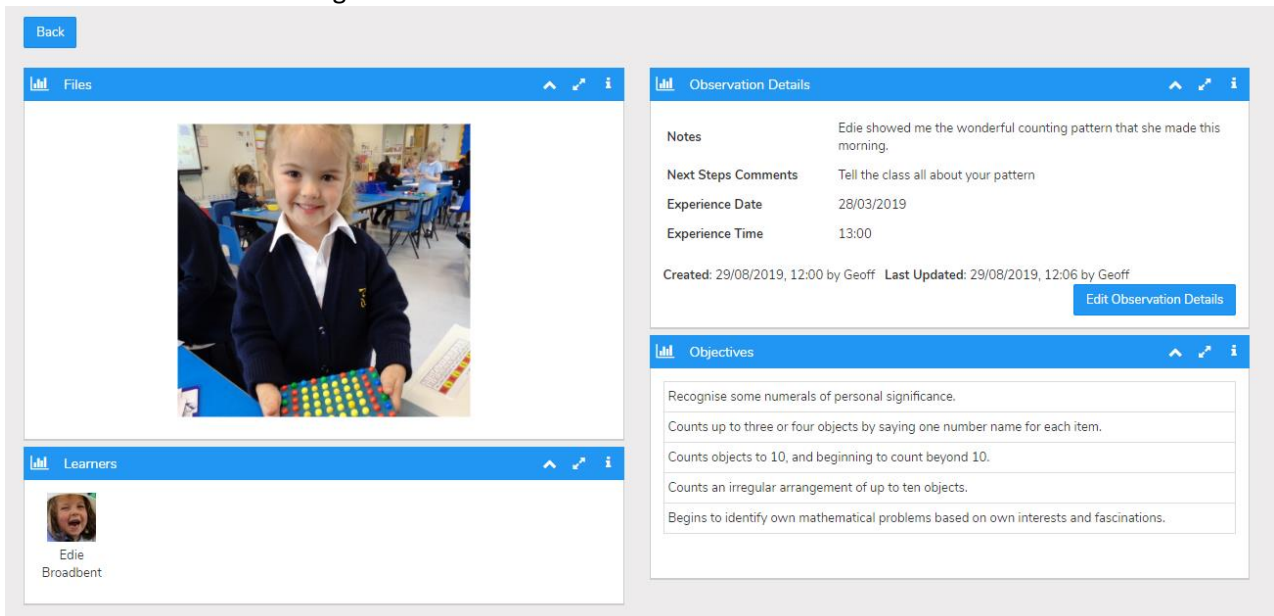 Back
Files
Observation Details
Notes
Edie showed me the wonderful counting pattern that she made this
morning.
Next Steps Comments
Tell the class all about your pattern
Experience Date
28/03/2019
Experience Time
13:00
Created: 29/08/2019, 12:00 by Geoff Last Updated: 29/08/2019, 12:06 by Geoff
Edit Observation Details
Objectives
Recognise some numerals of personal significance.
Counts up to three or four objects by saying one number name for each item.
Counts objects to 10, and beginning to count beyond 10.
Counts an irregular arrangement of up to ten objects.
Begins to identify own mathematical problems based on own interests and fascinations.
Learners
Edie
Broadbent